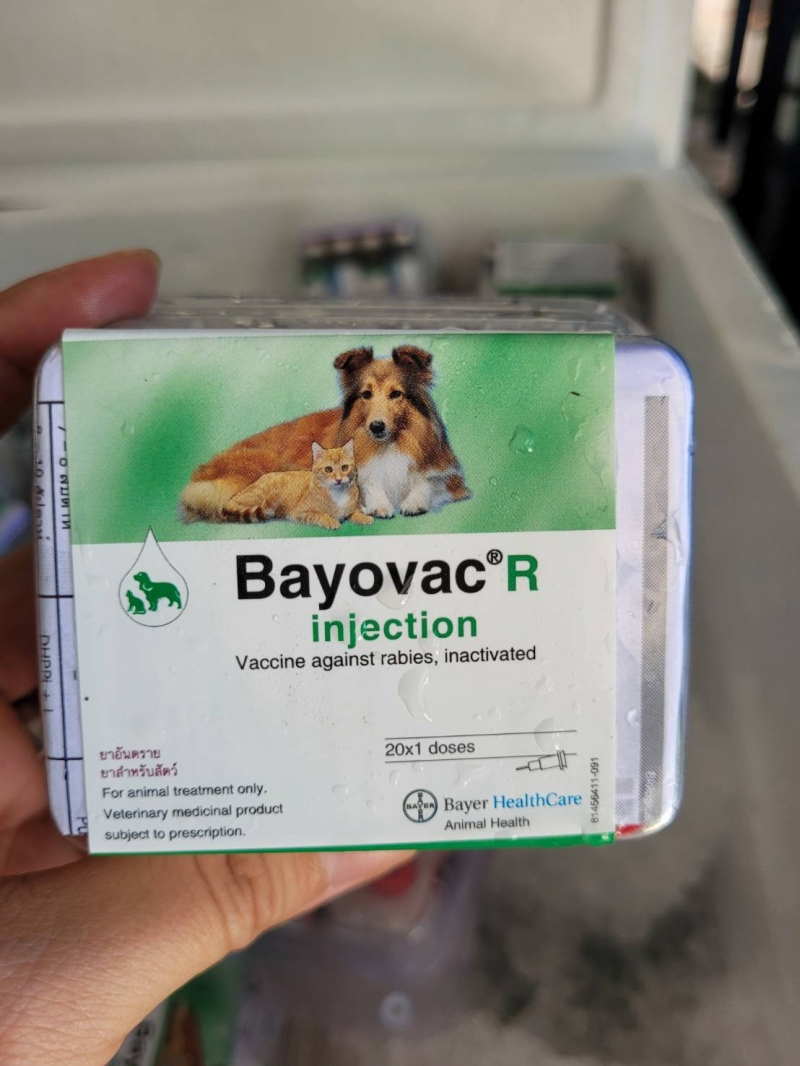 Bayovac® R
injection
Vaccine against rabies, inactivated
20x1 doses
ยาอันตราย
ยาสำหรับสัตว์
For animal treatment only.
Veterinary medicinal product
subject to prescription.
BAYER
Bayer HealthCare
Animal Health
81456411-091